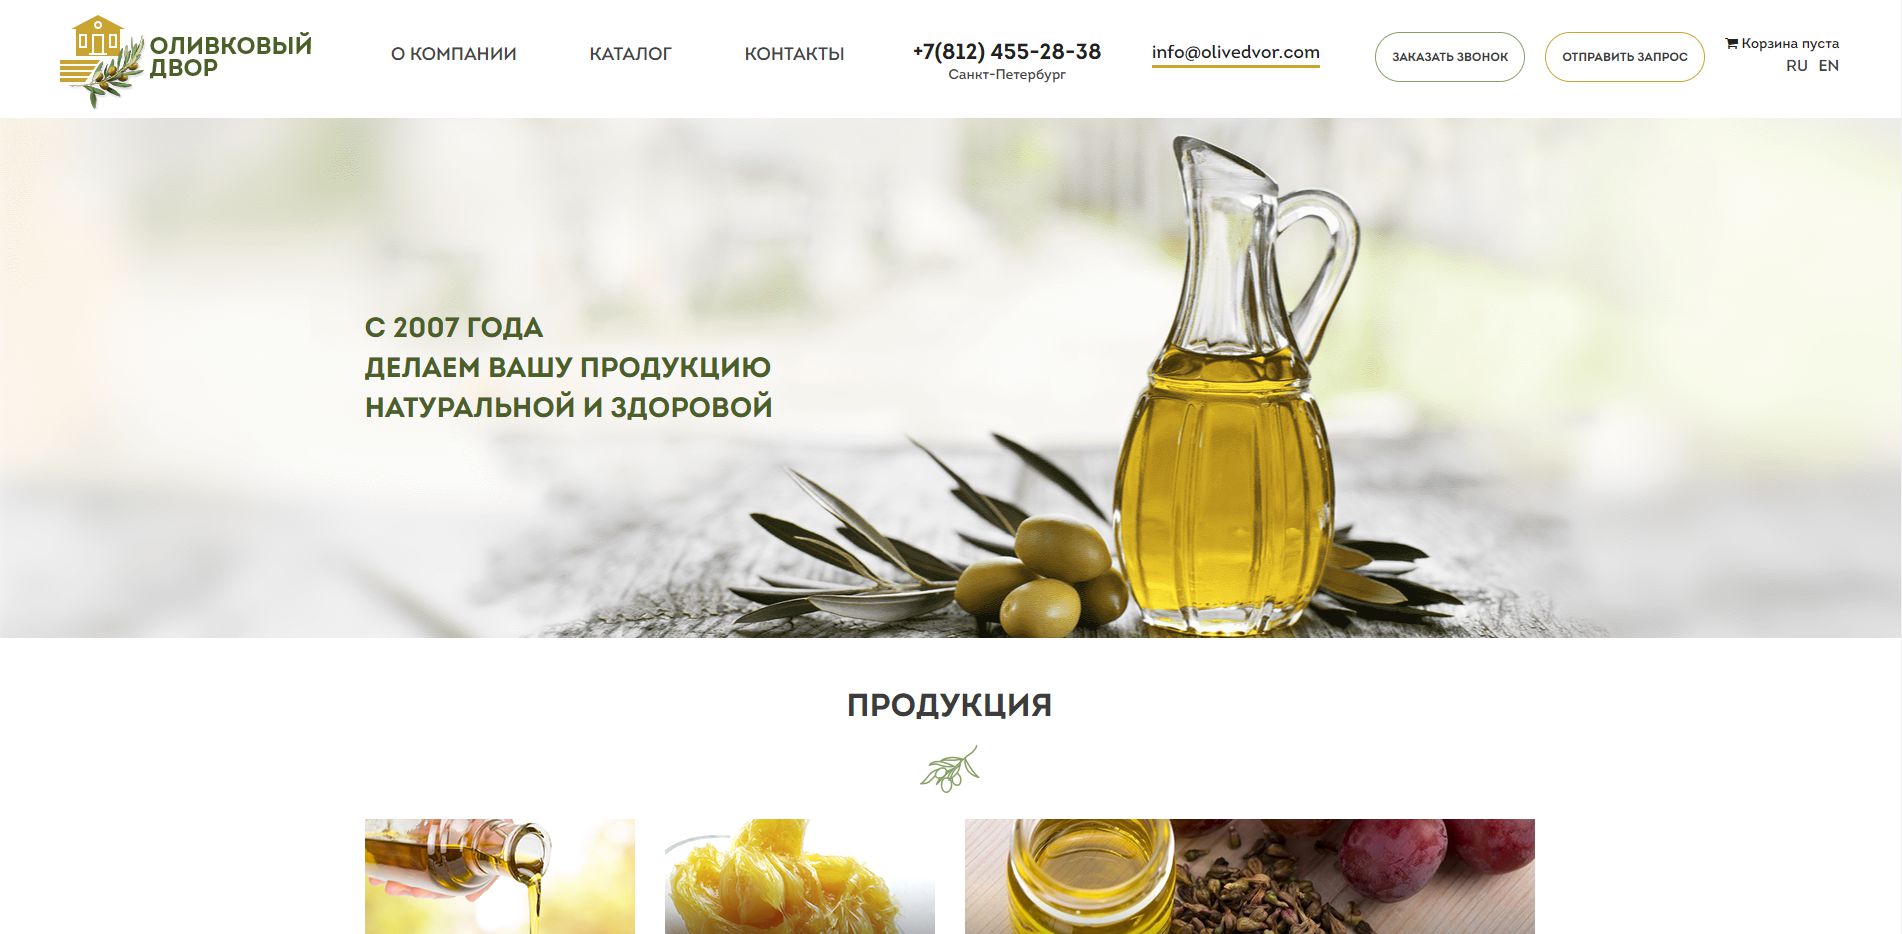 ОЛИВКОВЫЙ
ДВОР
О КОМПАНИИ
КАТАЛОГ
КОНТАКТЫ
+7(812) 455-28-38
Санкт-Петербург
info@olivedvor.com
ЗАКАЗАТЬ ЗВОНОК
ОТПРАВИТЬ ЗАПРОС
Корзина пуста
RU EN
С 2007 ГОДА
ДЕЛАЕМ ВАШУ ПРОДУКЦИЮ
НАТУРАЛЬНОЙ И ЗДОРОВОЙ
ПРОДУКЦИЯ